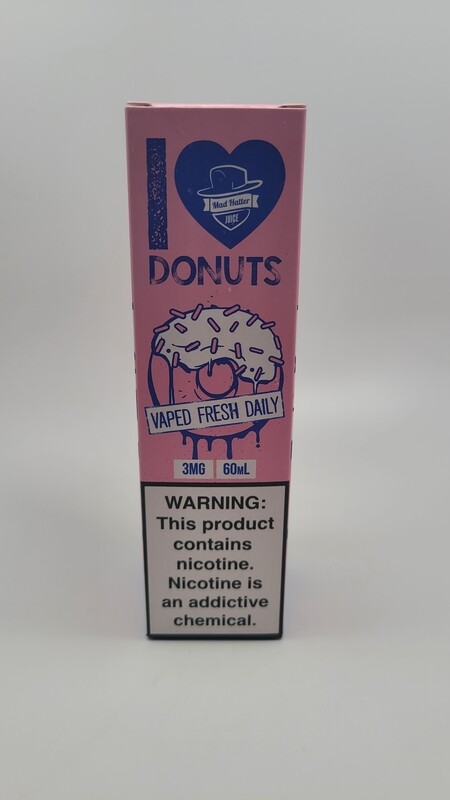 I
Mad Hatter
JUICE
DONUTS
VAPED FRESH DAILY
3MG 60mL
WARNING:
This product
contains
nicotine.
Nicotine is
an addictive
chemical.